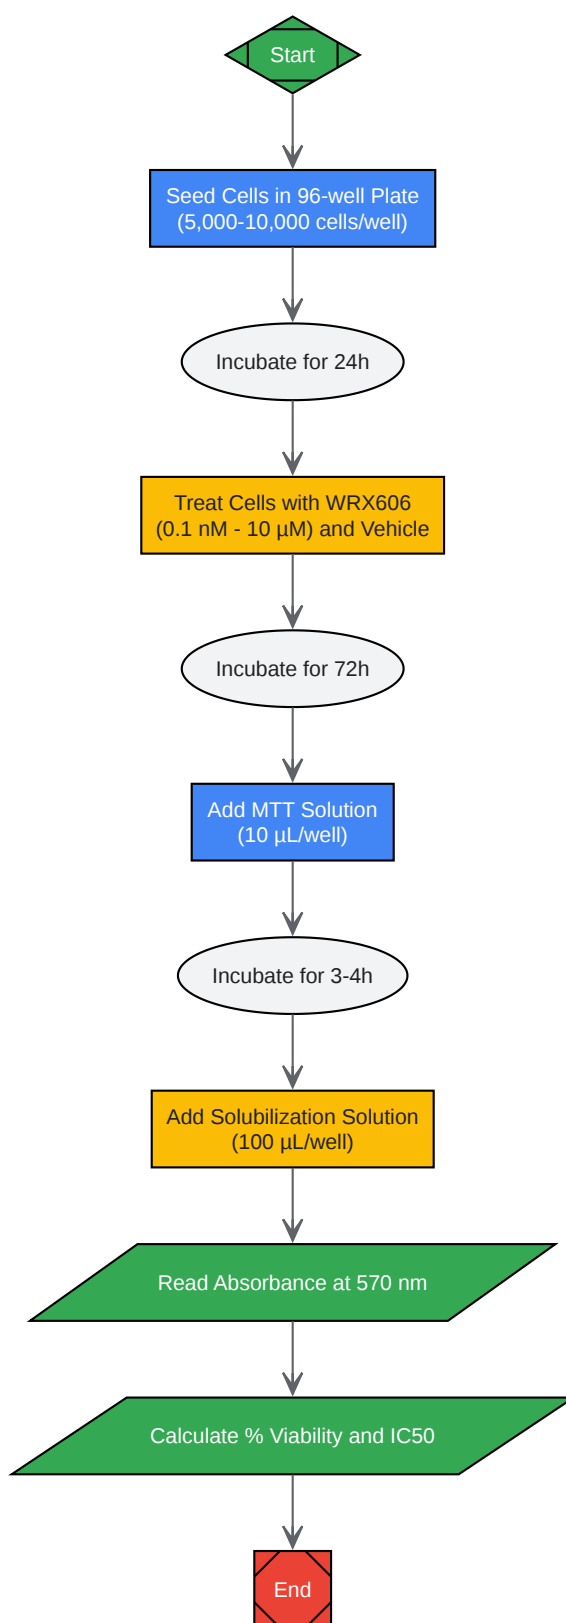 Start
Seed Cells in 96-well Plate
(5,000-10,000 cells/well)
Incubate for 24h
Treat Cells with WRX606
(0.1 nM - 10 µM) and Vehicle
Incubate for 72h
Add MTT Solution
(10 µL/well)
Incubate for 3-4h
Add Solubilization Solution
(100 µL/well)
Read Absorbance at 570 nm
Calculate % Viability and IC50
End